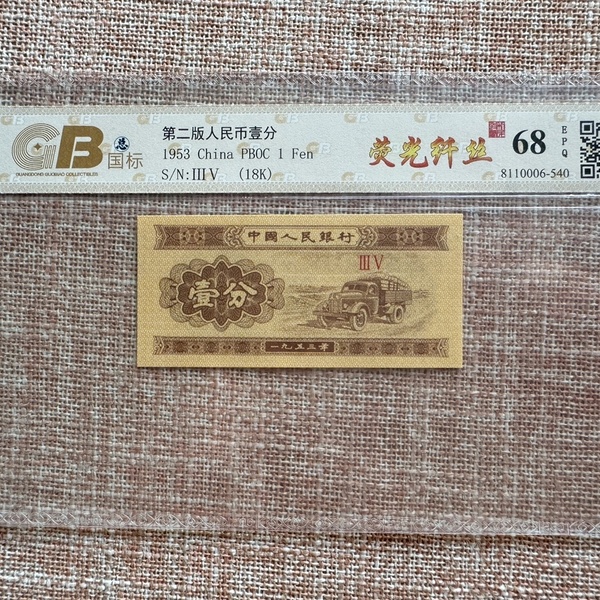 GB 国标
GUANGDONG GUOBIAO COLLECTIBLES
第二版人民币壹分
1953 China PBOC 1 Fen
S/N:ⅢⅤ (18K)
荧光纤丝
68
EPQ
8110006-540
中國人民銀行
ⅢⅤ
壹分
一九五三年